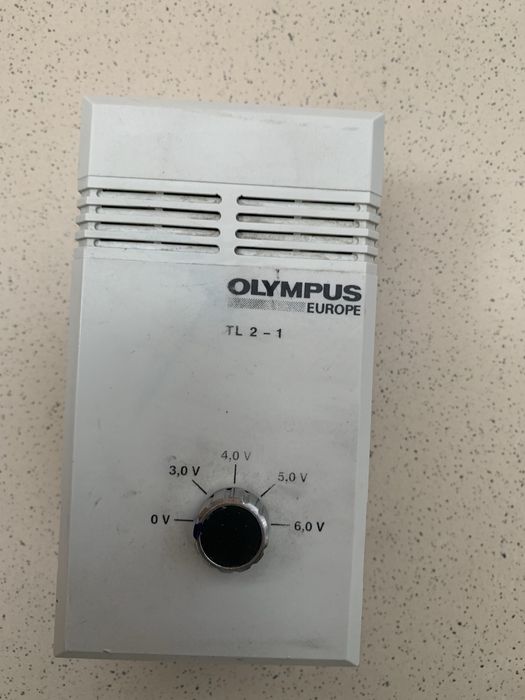 OLYMPUS
EUROPE
TL 2-1
4,0 V
3,0 V
5,0 V
0 V
6,0 V